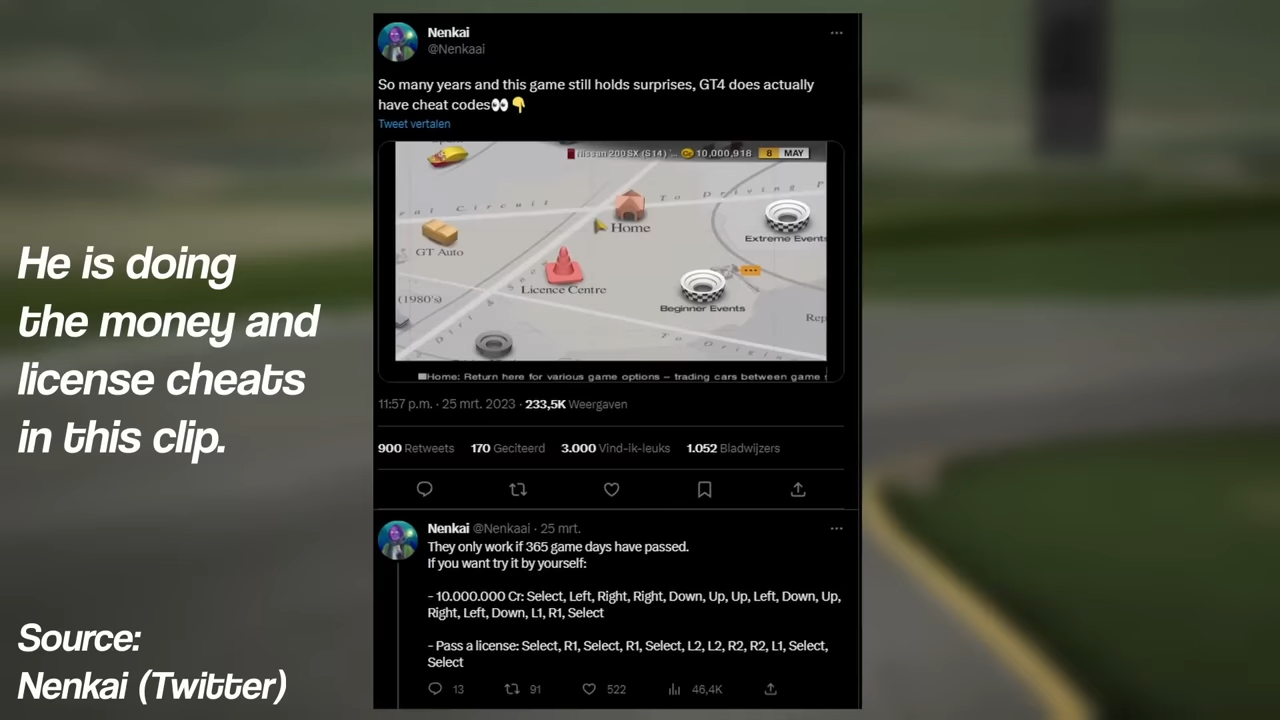 He is doing
the money and
license cheats
in this clip.
Source:
Nenkai (Twitter)
Nenkai
@Nenkaai
So many years and this game still holds surprises, GT4 does actually
have cheat codes👀👇
Tweet vertalen
Nissan 200SX (S14) '... 10,000,918 8 MAY
To Driving
Circuit
Home
Extreme Events
GT Auto
Licence Centre
Beginner Events
(1980's)
Rep
Dirt
To Origin
Home: Return here for various game options – trading cars between game
11:57 p.m. · 25 mrt. 2023 · 233,5K Weergaven
900 Retweets 170 Geciteerd 3.000 Vind-ik-leuks 1.052 Bladwijzers
Nenkai @Nenkaai · 25 mrt.
They only work if 365 game days have passed.
If you want try it by yourself:
- 10.000.000 Cr: Select, Left, Right, Right, Down, Up, Up, Left, Down, Up,
Right, Left, Down, L1, R1, Select
- Pass a license: Select, R1, Select, R1, Select, L2, L2, R2, R2, L1, Select,
Select
13 91 522 46,4K